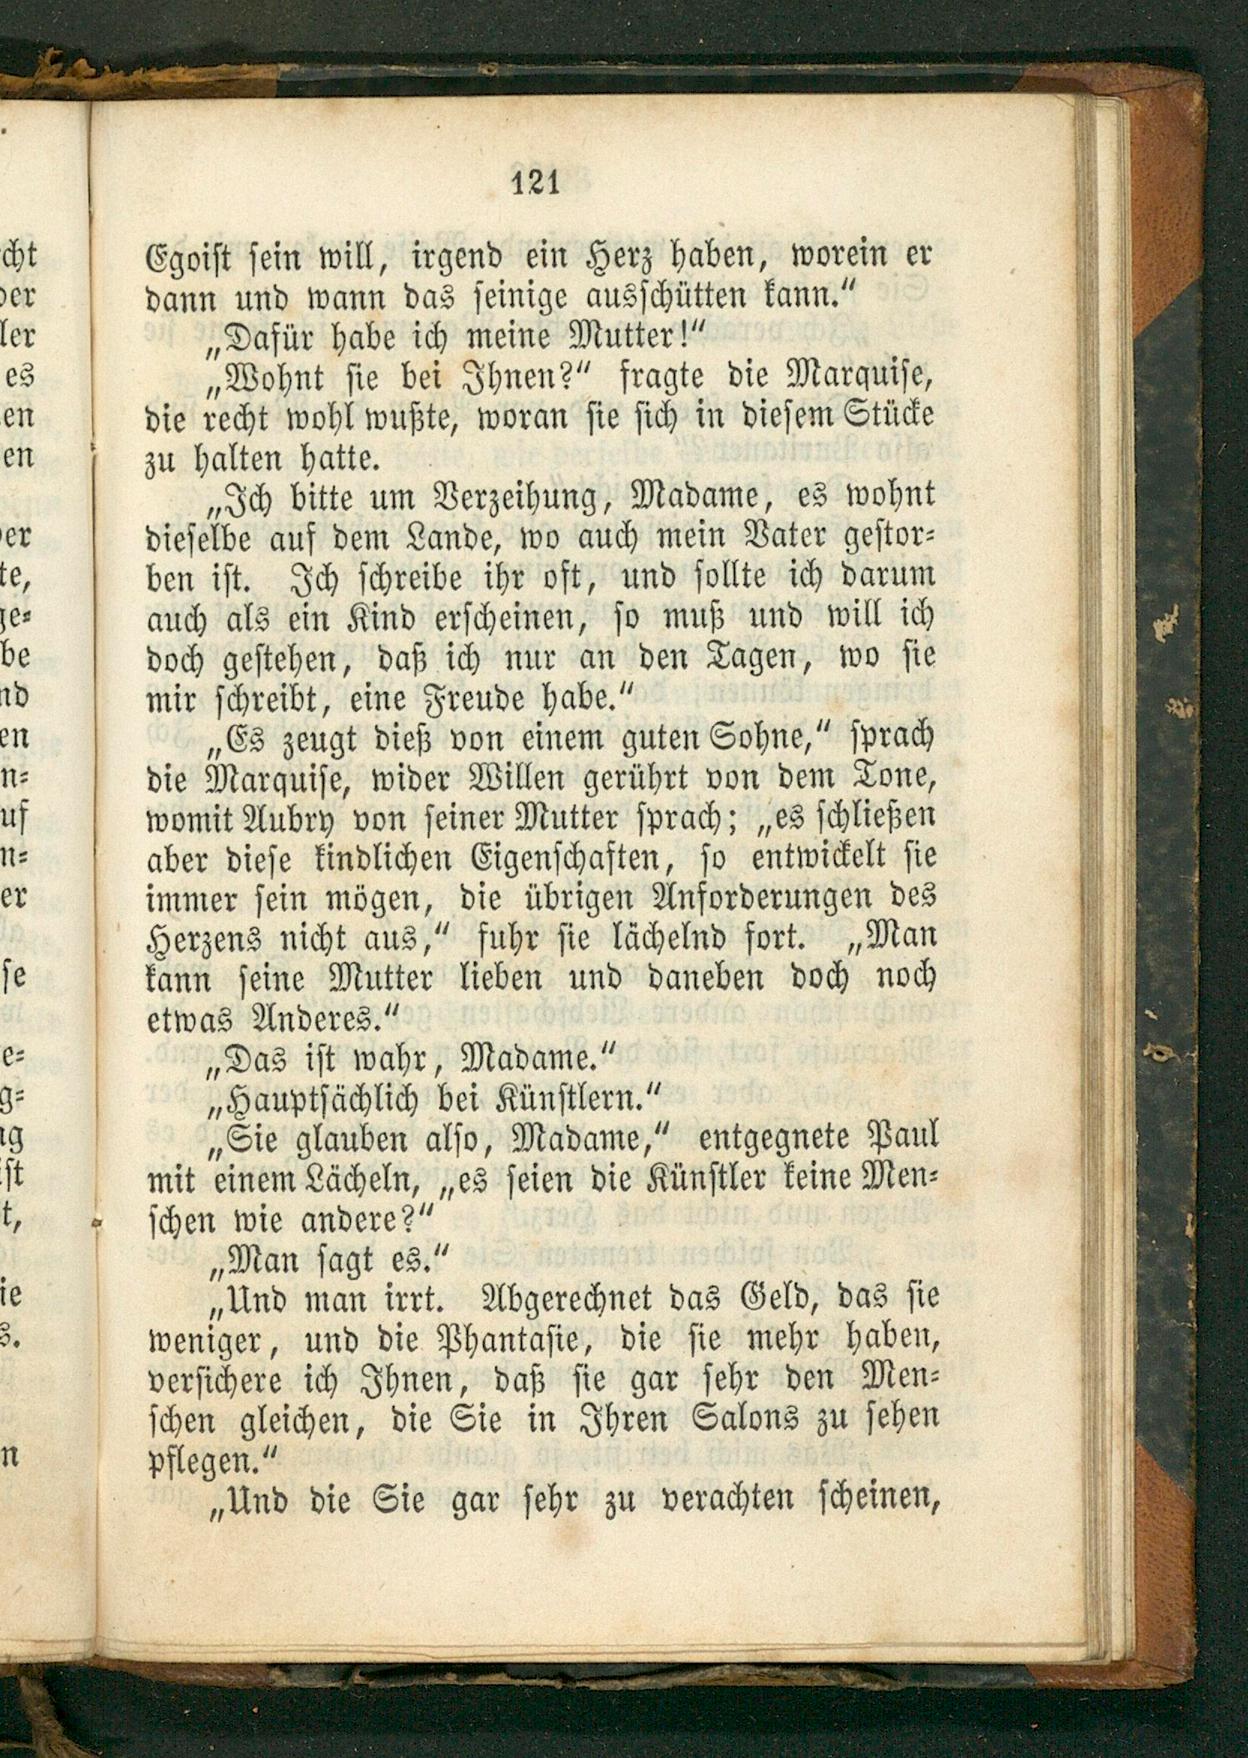 121
Egoist sein will, irgend ein Herz haben, worein er
dann und wann das seinige ausschütten kann.“
„Dafür habe ich meine Mutter!“
„Wohnt sie bei Ihnen?“ fragte die Marquise,
die recht wohl wußte, woran sie sich in diesem Stücke
zu halten hatte.
„Ich bitte um Verzeihung, Madame, es wohnt
dieselbe auf dem Lande, wo auch mein Vater gestor-
ben ist. Ich schreibe ihr oft, und sollte ich darum
auch als ein Kind erscheinen, so muß und will ich
doch gestehen, daß ich nur an den Tagen, wo sie
mir schreibt, eine Freude habe.“
„Es zeugt dieß von einem guten Sohne,“ sprach
die Marquise, wider Willen gerührt von dem Tone,
womit Aubry von seiner Mutter sprach; „es schließen
aber diese kindlichen Eigenschaften, so entwickelt sie
immer sein mögen, die übrigen Anforderungen des
Herzens nicht aus,“ fuhr sie lächelnd fort. „Man
kann seine Mutter lieben und daneben doch noch
etwas Anderes.“
„Das ist wahr, Madame.“
„Hauptsächlich bei Künstlern.“
„Sie glauben also, Madame,“ entgegnete Paul
mit einem Lächeln, „es seien die Künstler keine Men-
schen wie andere?“
„Man sagt es.“
„Und man irrt. Abgerechnet das Geld, das sie
weniger, und die Phantasie, die sie mehr haben,
versichere ich Ihnen, daß sie gar sehr den Men-
schen gleichen, die Sie in Ihren Salons zu sehen
pflegen.“
„Und die Sie gar sehr zu verachten scheinen,